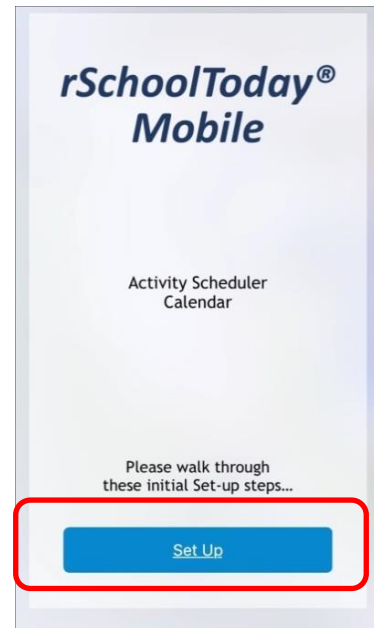 rSchoolToday®
Mobile
Activity Scheduler
Calendar
Please walk through
these initial Set-up steps...
Set Up